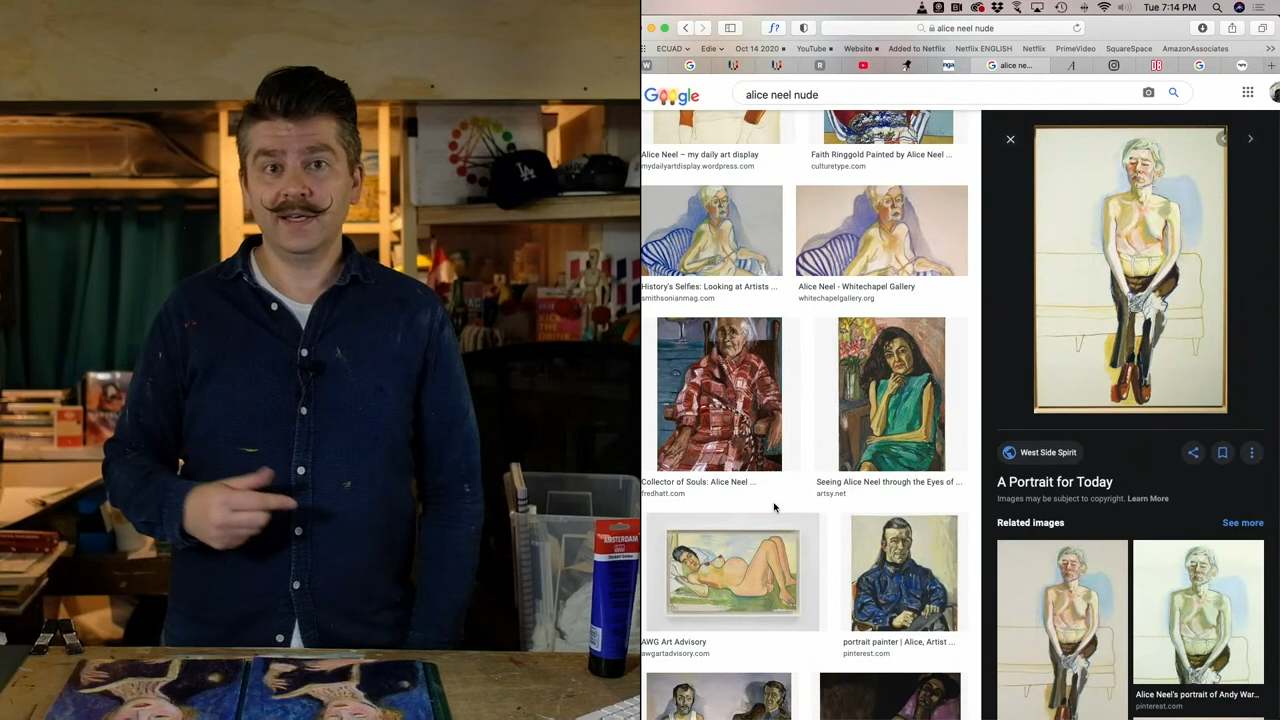 Tue 7:14 PM
alice neel nude
ECUAD
Edie
Oct 14 2020
YouTube
Website
Added to Netflix
Netflix ENGLISH
Netflix
PrimeVideo
SquareSpace
AmazonAssociates
alice ne...
Google
alice neel nude
Alice Neel – my daily art display
mydailyartdisplay.wordpress.com
Faith Ringgold Painted by Alice Neel ...
culturetype.com
History's Selfies: Looking at Artists ...
smithsonianmag.com
Alice Neel - Whitechapel Gallery
whitechapelgallery.org
Collector of Souls: Alice Neel ...
fredhatt.com
Seeing Alice Neel through the Eyes of ...
artsy.net
AWG Art Advisory
awgartadvisory.com
portrait painter | Alice, Artist ...
pinterest.com
West Side Spirit
A Portrait for Today
Images may be subject to copyright. Learn More
Related images
See more
Alice Neel's portrait of Andy War...
pinterest.com
LA
AMSTERDAM